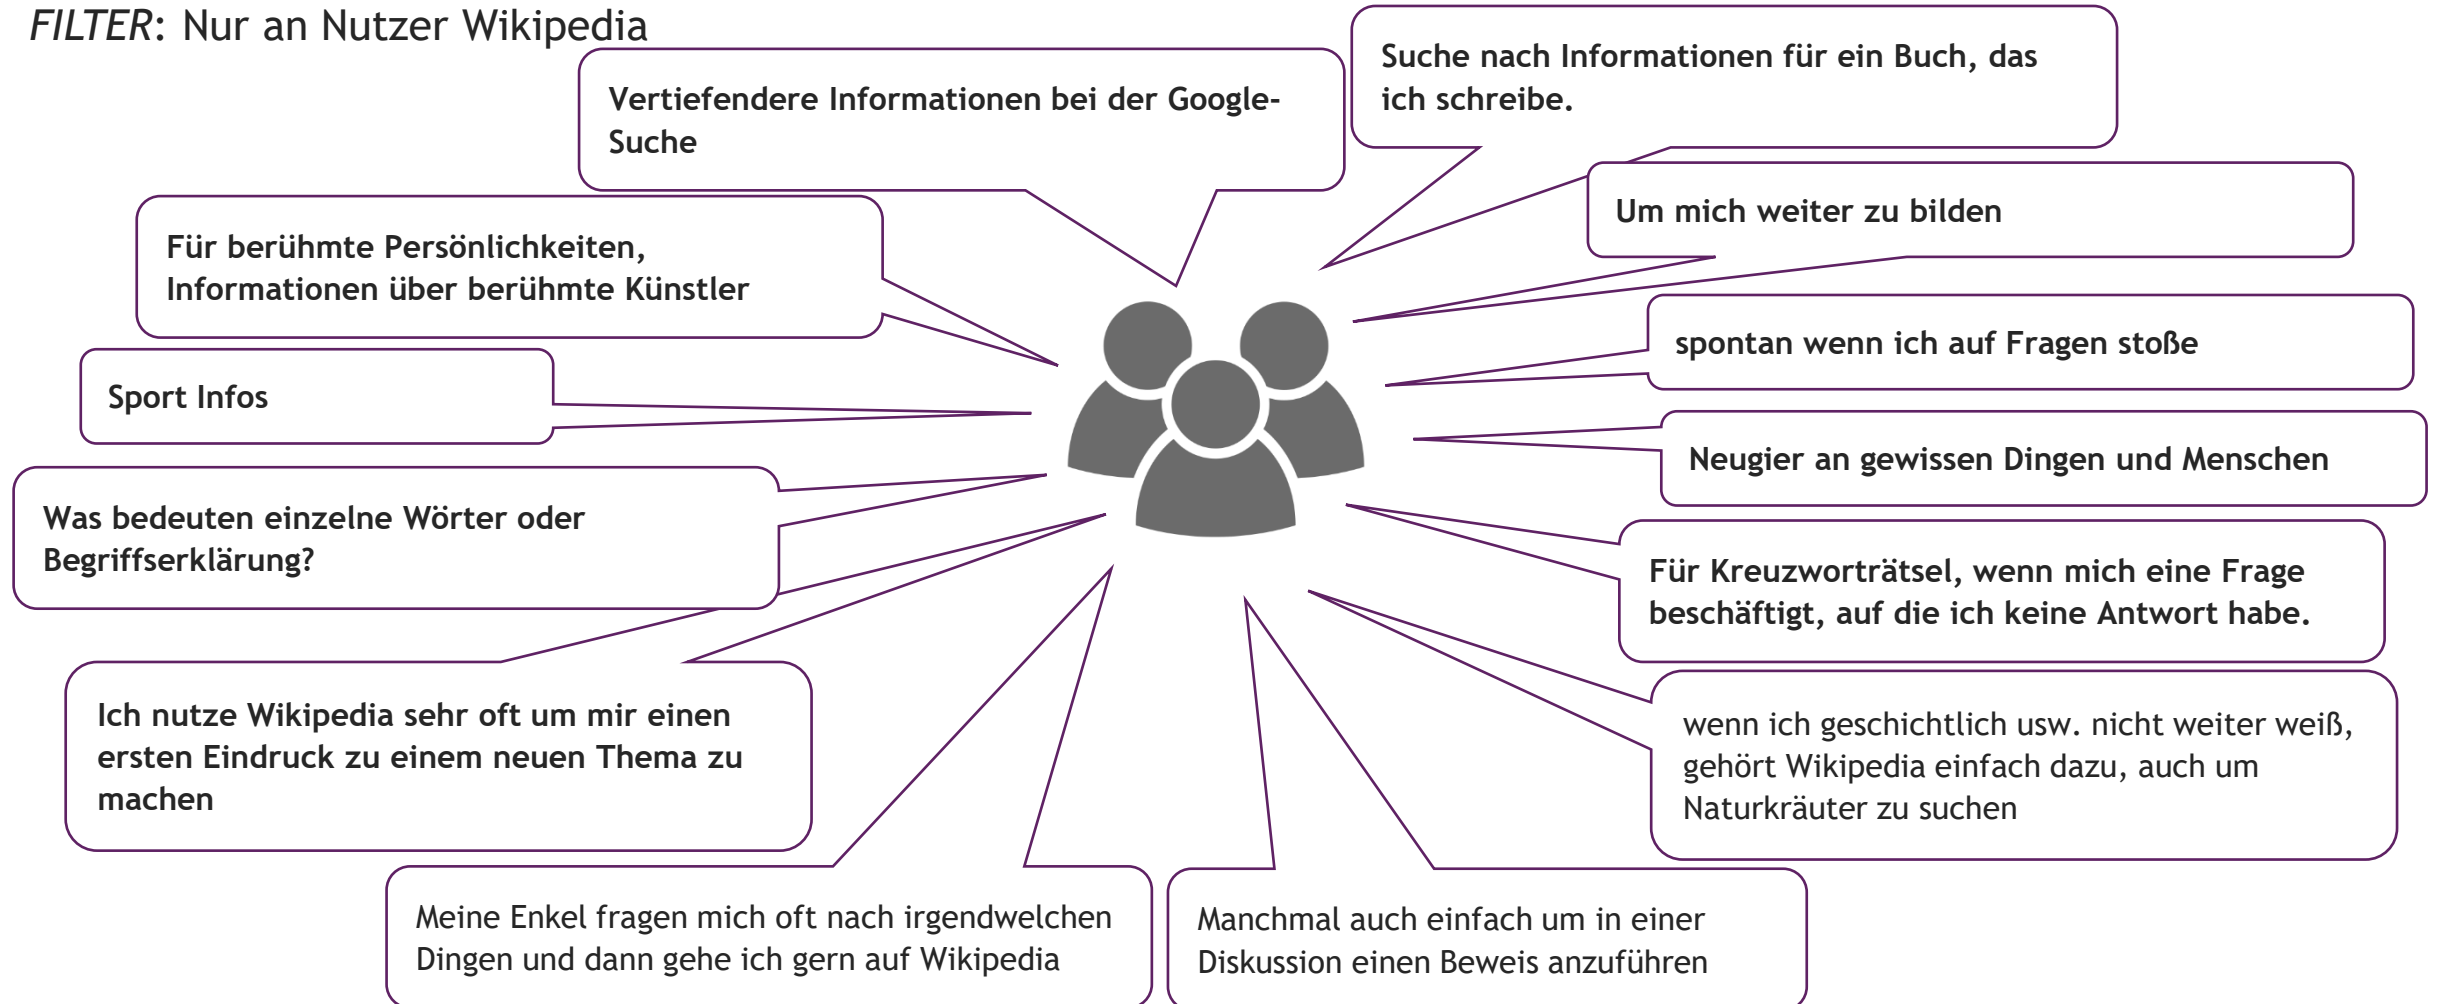 FILTER: Nur an Nutzer Wikipedia
Vertiefendere Informationen bei der Google-
Suche
Suche nach Informationen für ein Buch, das
ich schreibe.
Um mich weiter zu bilden
Für berühmte Persönlichkeiten,
Informationen über berühmte Künstler
spontan wenn ich auf Fragen stoße
Sport Infos
Neugier an gewissen Dingen und Menschen
Was bedeuten einzelne Wörter oder
Begriffserklärung?
Für Kreuzworträtsel, wenn mich eine Frage
beschäftigt, auf die ich keine Antwort habe.
Ich nutze Wikipedia sehr oft um mir einen
ersten Eindruck zu einem neuen Thema zu
machen
wenn ich geschichtlich usw. nicht weiter weiß,
gehört Wikipedia einfach dazu, auch um
Naturkräuter zu suchen
Meine Enkel fragen mich oft nach irgendwelchen
Dingen und dann gehe ich gern auf Wikipedia
Manchmal auch einfach um in einer
Diskussion einen Beweis anzuführen